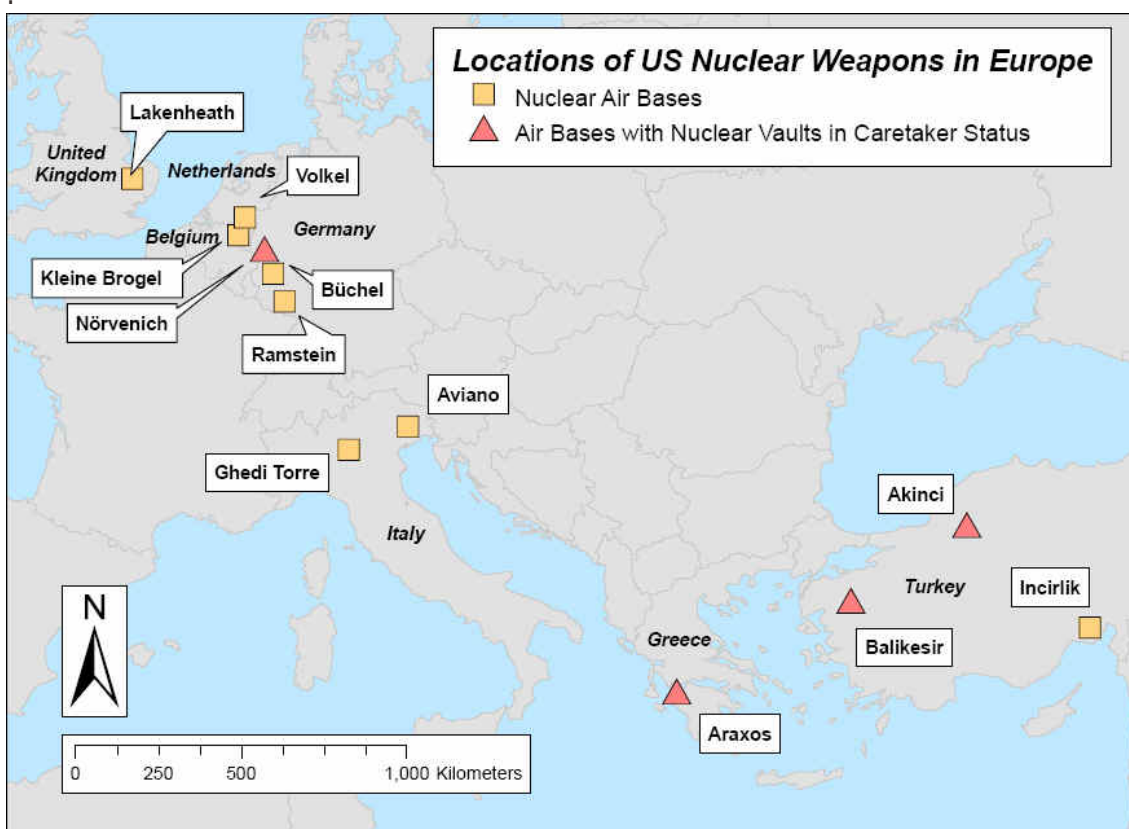 Locations of US Nuclear Weapons in Europe
Nuclear Air Bases
Air Bases with Nuclear Vaults in Caretaker Status
Lakenheath
United
Kingdom
Netherlands
Volkel
Belgium
Germany
Kleine Brogel
Büchel
Nörvenich
Ramstein
Aviano
Ghedi Torre
Akinci
Italy
Turkey
Incirlik
N
Greece
Balikesir
Araxos
0 250 500 1,000 Kilometers